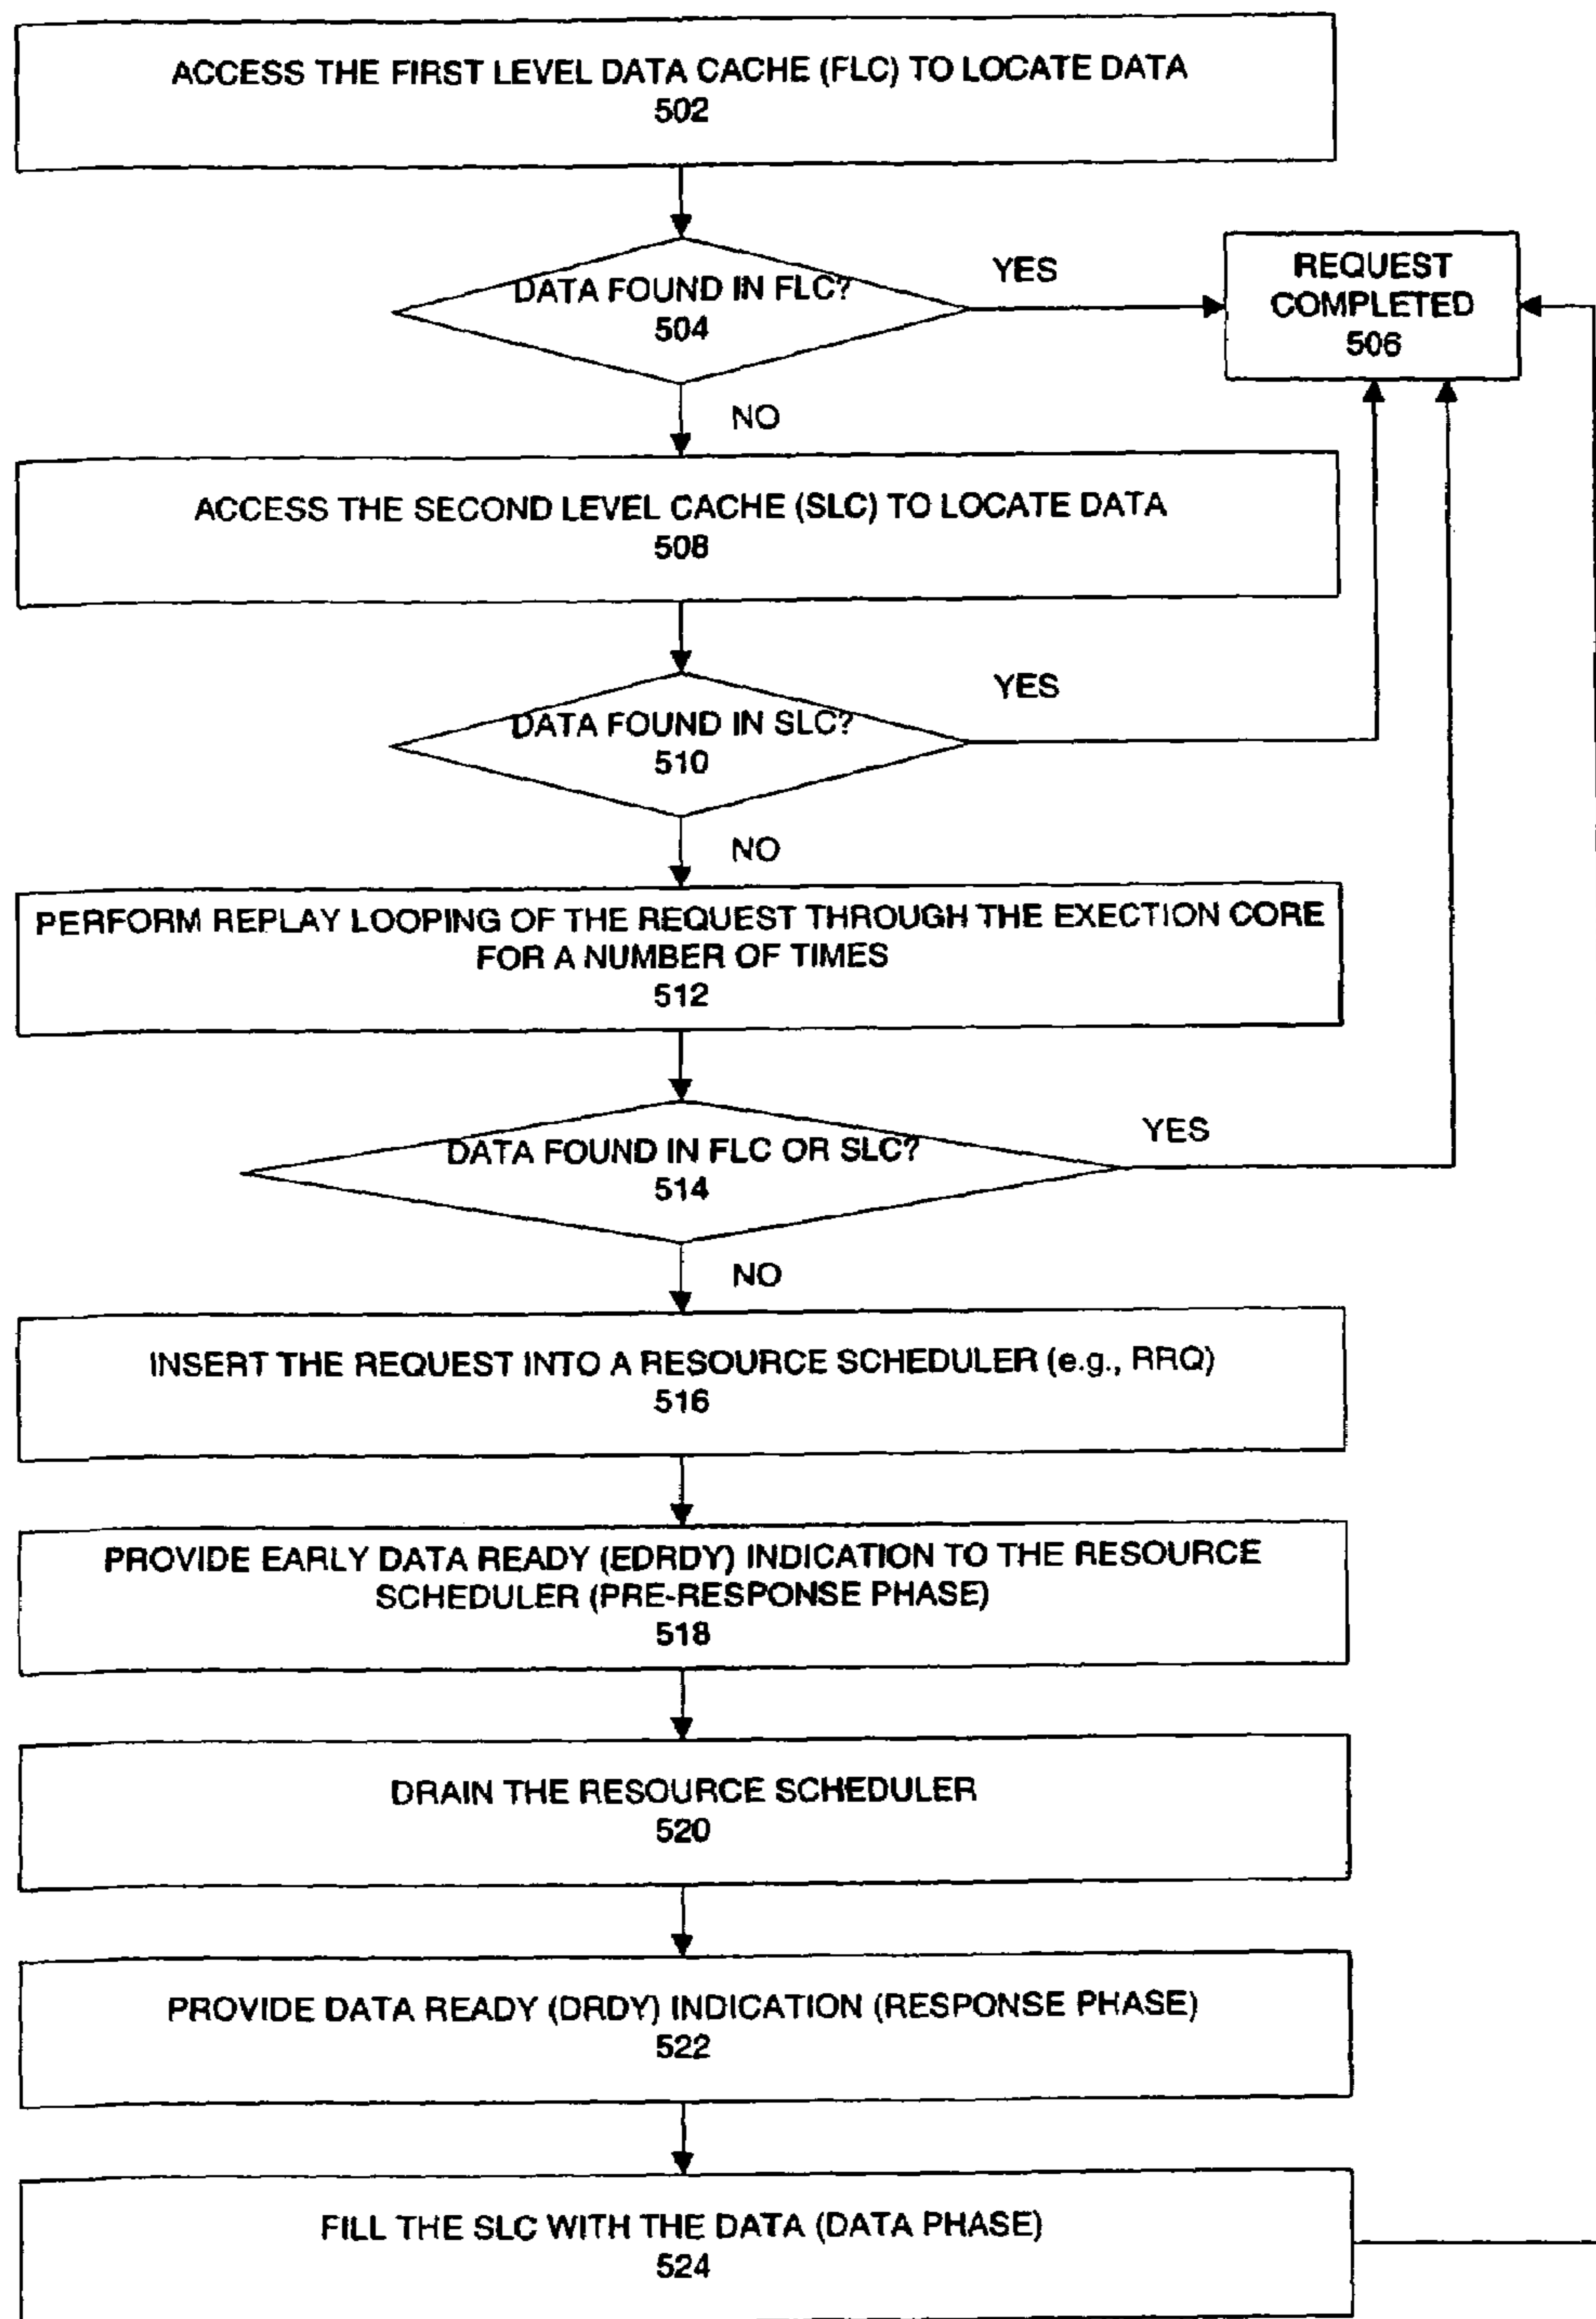 ACCESS THE FIRST LEVEL DATA CACHE (FLC) TO LOCATE DATA
502
DATA FOUND IN FLC?
504
YES
REQUEST
COMPLETED
506
NO
ACCESS THE SECOND LEVEL CACHE (SLC) TO LOCATE DATA
508
DATA FOUND IN SLC?
510
YES
NO
PERFORM REPLAY LOOPING OF THE REQUEST THROUGH THE EXECTION CORE
FOR A NUMBER OF TIMES
512
DATA FOUND IN FLC OR SLC?
514
YES
NO
INSERT THE REQUEST INTO A RESOURCE SCHEDULER (e.g., RRQ)
516
PROVIDE EARLY DATA READY (EDRDY) INDICATION TO THE RESOURCE
SCHEDULER (PRE-RESPONSE PHASE)
518
DRAIN THE RESOURCE SCHEDULER
520
PROVIDE DATA READY (DRDY) INDICATION (RESPONSE PHASE)
522
FILL THE SLC WITH THE DATA (DATA PHASE)
524